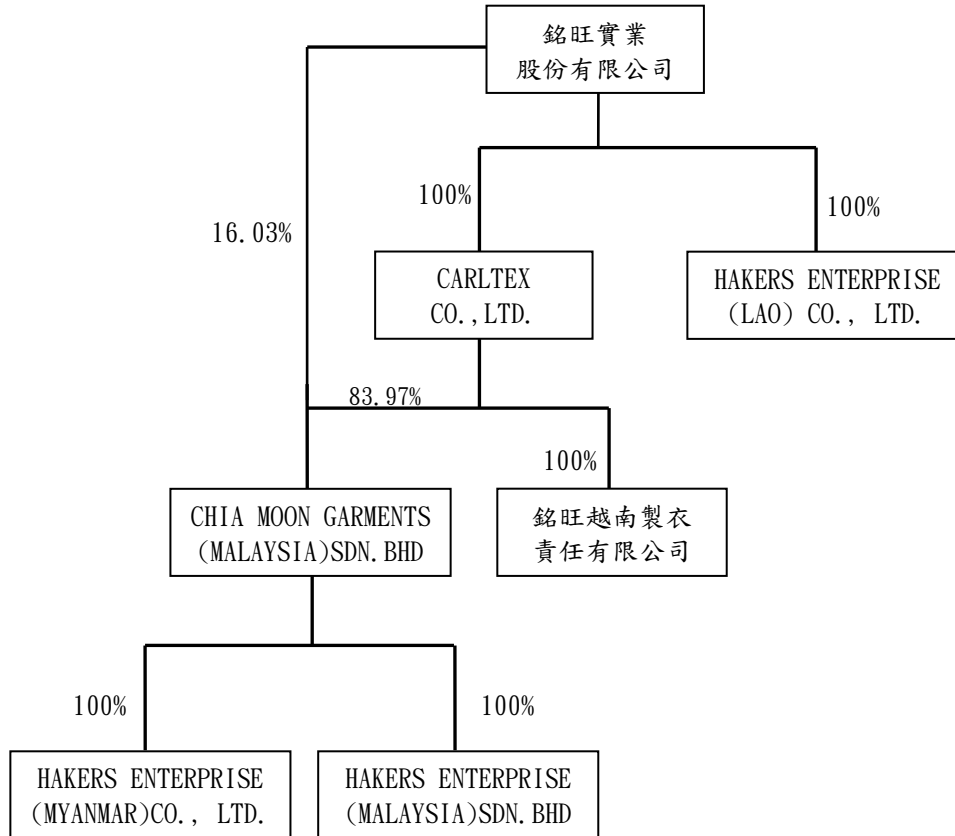 銘旺實業
股份有限公司
100%
100%
16.03%
CARLTEX
CO.,LTD.
HAKERS ENTERPRISE
(LAO) CO., LTD.
83.97%
100%
CHIA MOON GARMENTS
(MALAYSIA)SDN.BHD
銘旺越南製衣
責任有限公司
100%
100%
HAKERS ENTERPRISE
(MYANMAR)CO., LTD.
HAKERS ENTERPRISE
(MALAYSIA)SDN.BHD